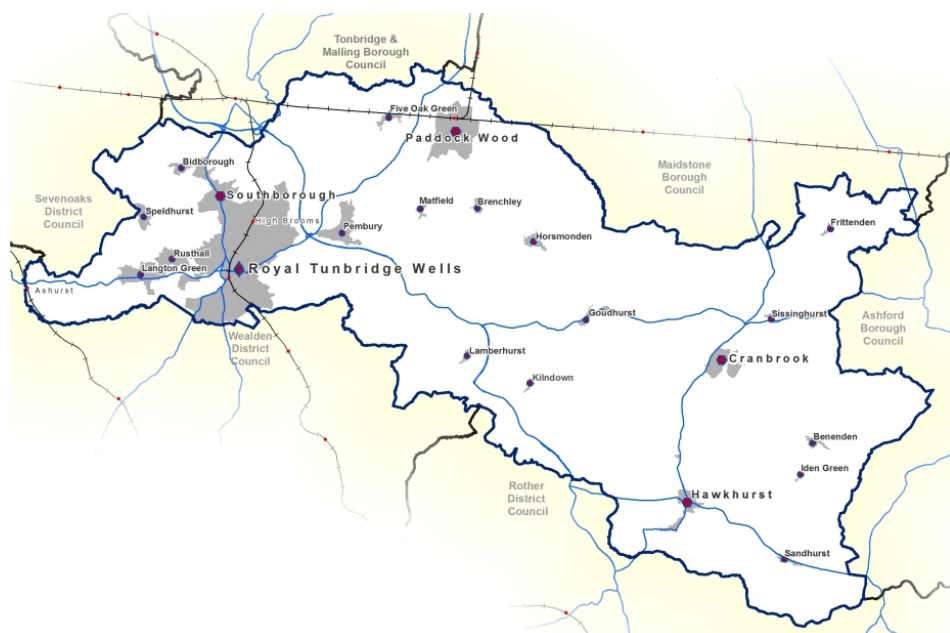 Tonbridge &
Malling Borough
Council
Five Oak Green
Paddock Wood
Bidborough
Maidstone
Borough
Council
Southborough
Sevenoaks
District
Council
Speldhurst
High Brooms
Pembury
Matfield
Brenchley
Frittenden
Horsmonden
Rusthall
Langton Green
Royal Tunbridge Wells
Ashurst
Goudhurst
Sissinghurst
Ashford
Borough
Council
Wealden
District
Council
Lamberhurst
Cranbrook
Kilndown
Benenden
Iden Green
Rother
District
Council
Hawkhurst
Sandhurst